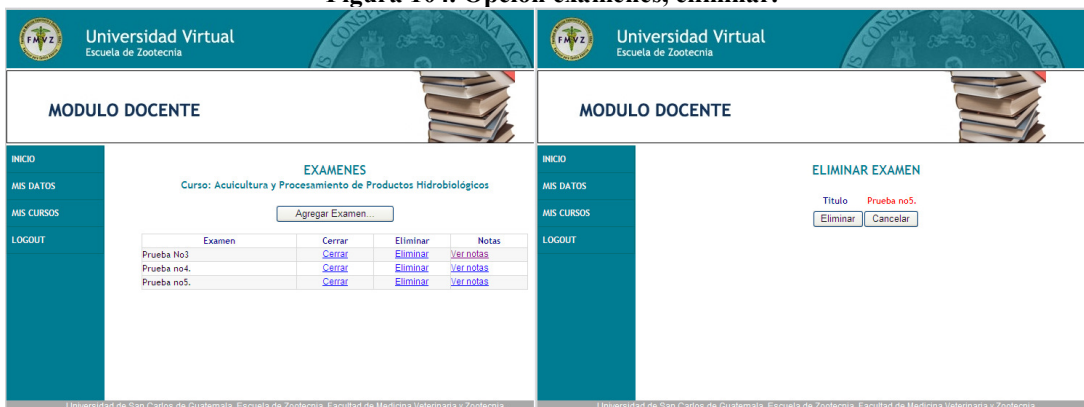 Figura 104. Opción exámenes, eliminar.
FMVZ
Universidad Virtual
Escuela de Zootecnia
MODULO DOCENTE
INICIO
MIS DATOS
MIS CURSOS
LOGOUT
EXAMENES
Curso: Acuicultura y Procesamiento de Productos Hidrobiológicos
Agregar Examen...
Examen Cerrar Eliminar Notas
Prueba No3 Cerrar Eliminar Ver notas
Prueba no4. Cerrar Eliminar Ver notas
Prueba no5. Cerrar Eliminar Ver notas
Universidad de San Carlos de Guatemala, Escuela de Zootecnia, Facultad de Medicina Veterinaria y Zootecnia
FMVZ
Universidad Virtual
Escuela de Zootecnia
MODULO DOCENTE
INICIO
MIS DATOS
MIS CURSOS
LOGOUT
ELIMINAR EXAMEN
Titulo Prueba no5.
Eliminar Cancelar
Universidad de San Carlos de Guatemala, Escuela de Zootecnia, Facultad de Medicina Veterinaria y Zootecnia